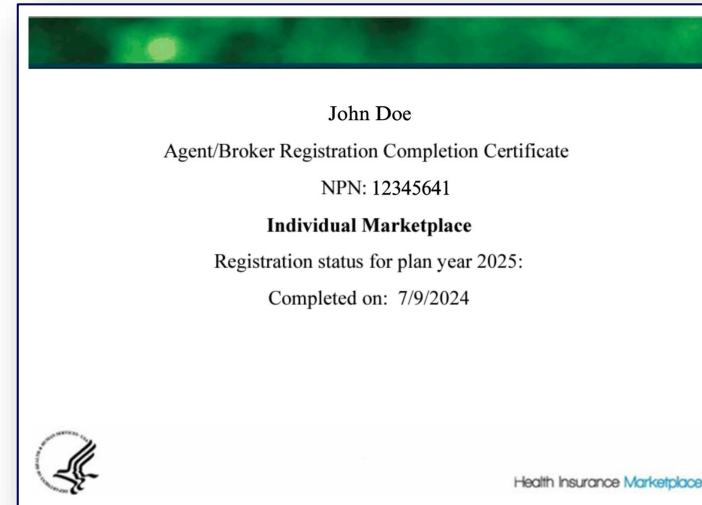 John Doe
Agent/Broker Registration Completion Certificate
NPN: 12345641
Individual Marketplace
Registration status for plan year 2025:
Completed on: 7/9/2024
Health Insurance Marketplace